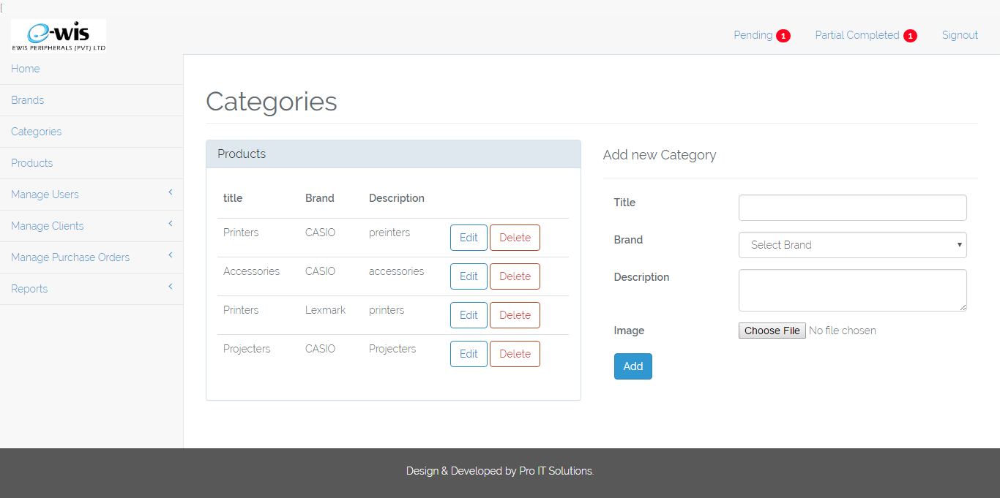 [
e-wis
EWIS PERIPHERALS (PVT) LTD
Pending 1 Partial Completed 1 Signout
Home
Brands
Categories
Products
Manage Users
Manage Clients
Manage Purchase Orders
Reports
Categories
Products
title Brand Description
Printers CASIO preinters Edit Delete
Accessories CASIO accessories Edit Delete
Printers Lexmark printers Edit Delete
Projecters CASIO Projecters Edit Delete
Add new Category
Title
Brand Select Brand
Description
Image Choose File No file chosen
Add
Design & Developed by Pro IT Solutions.